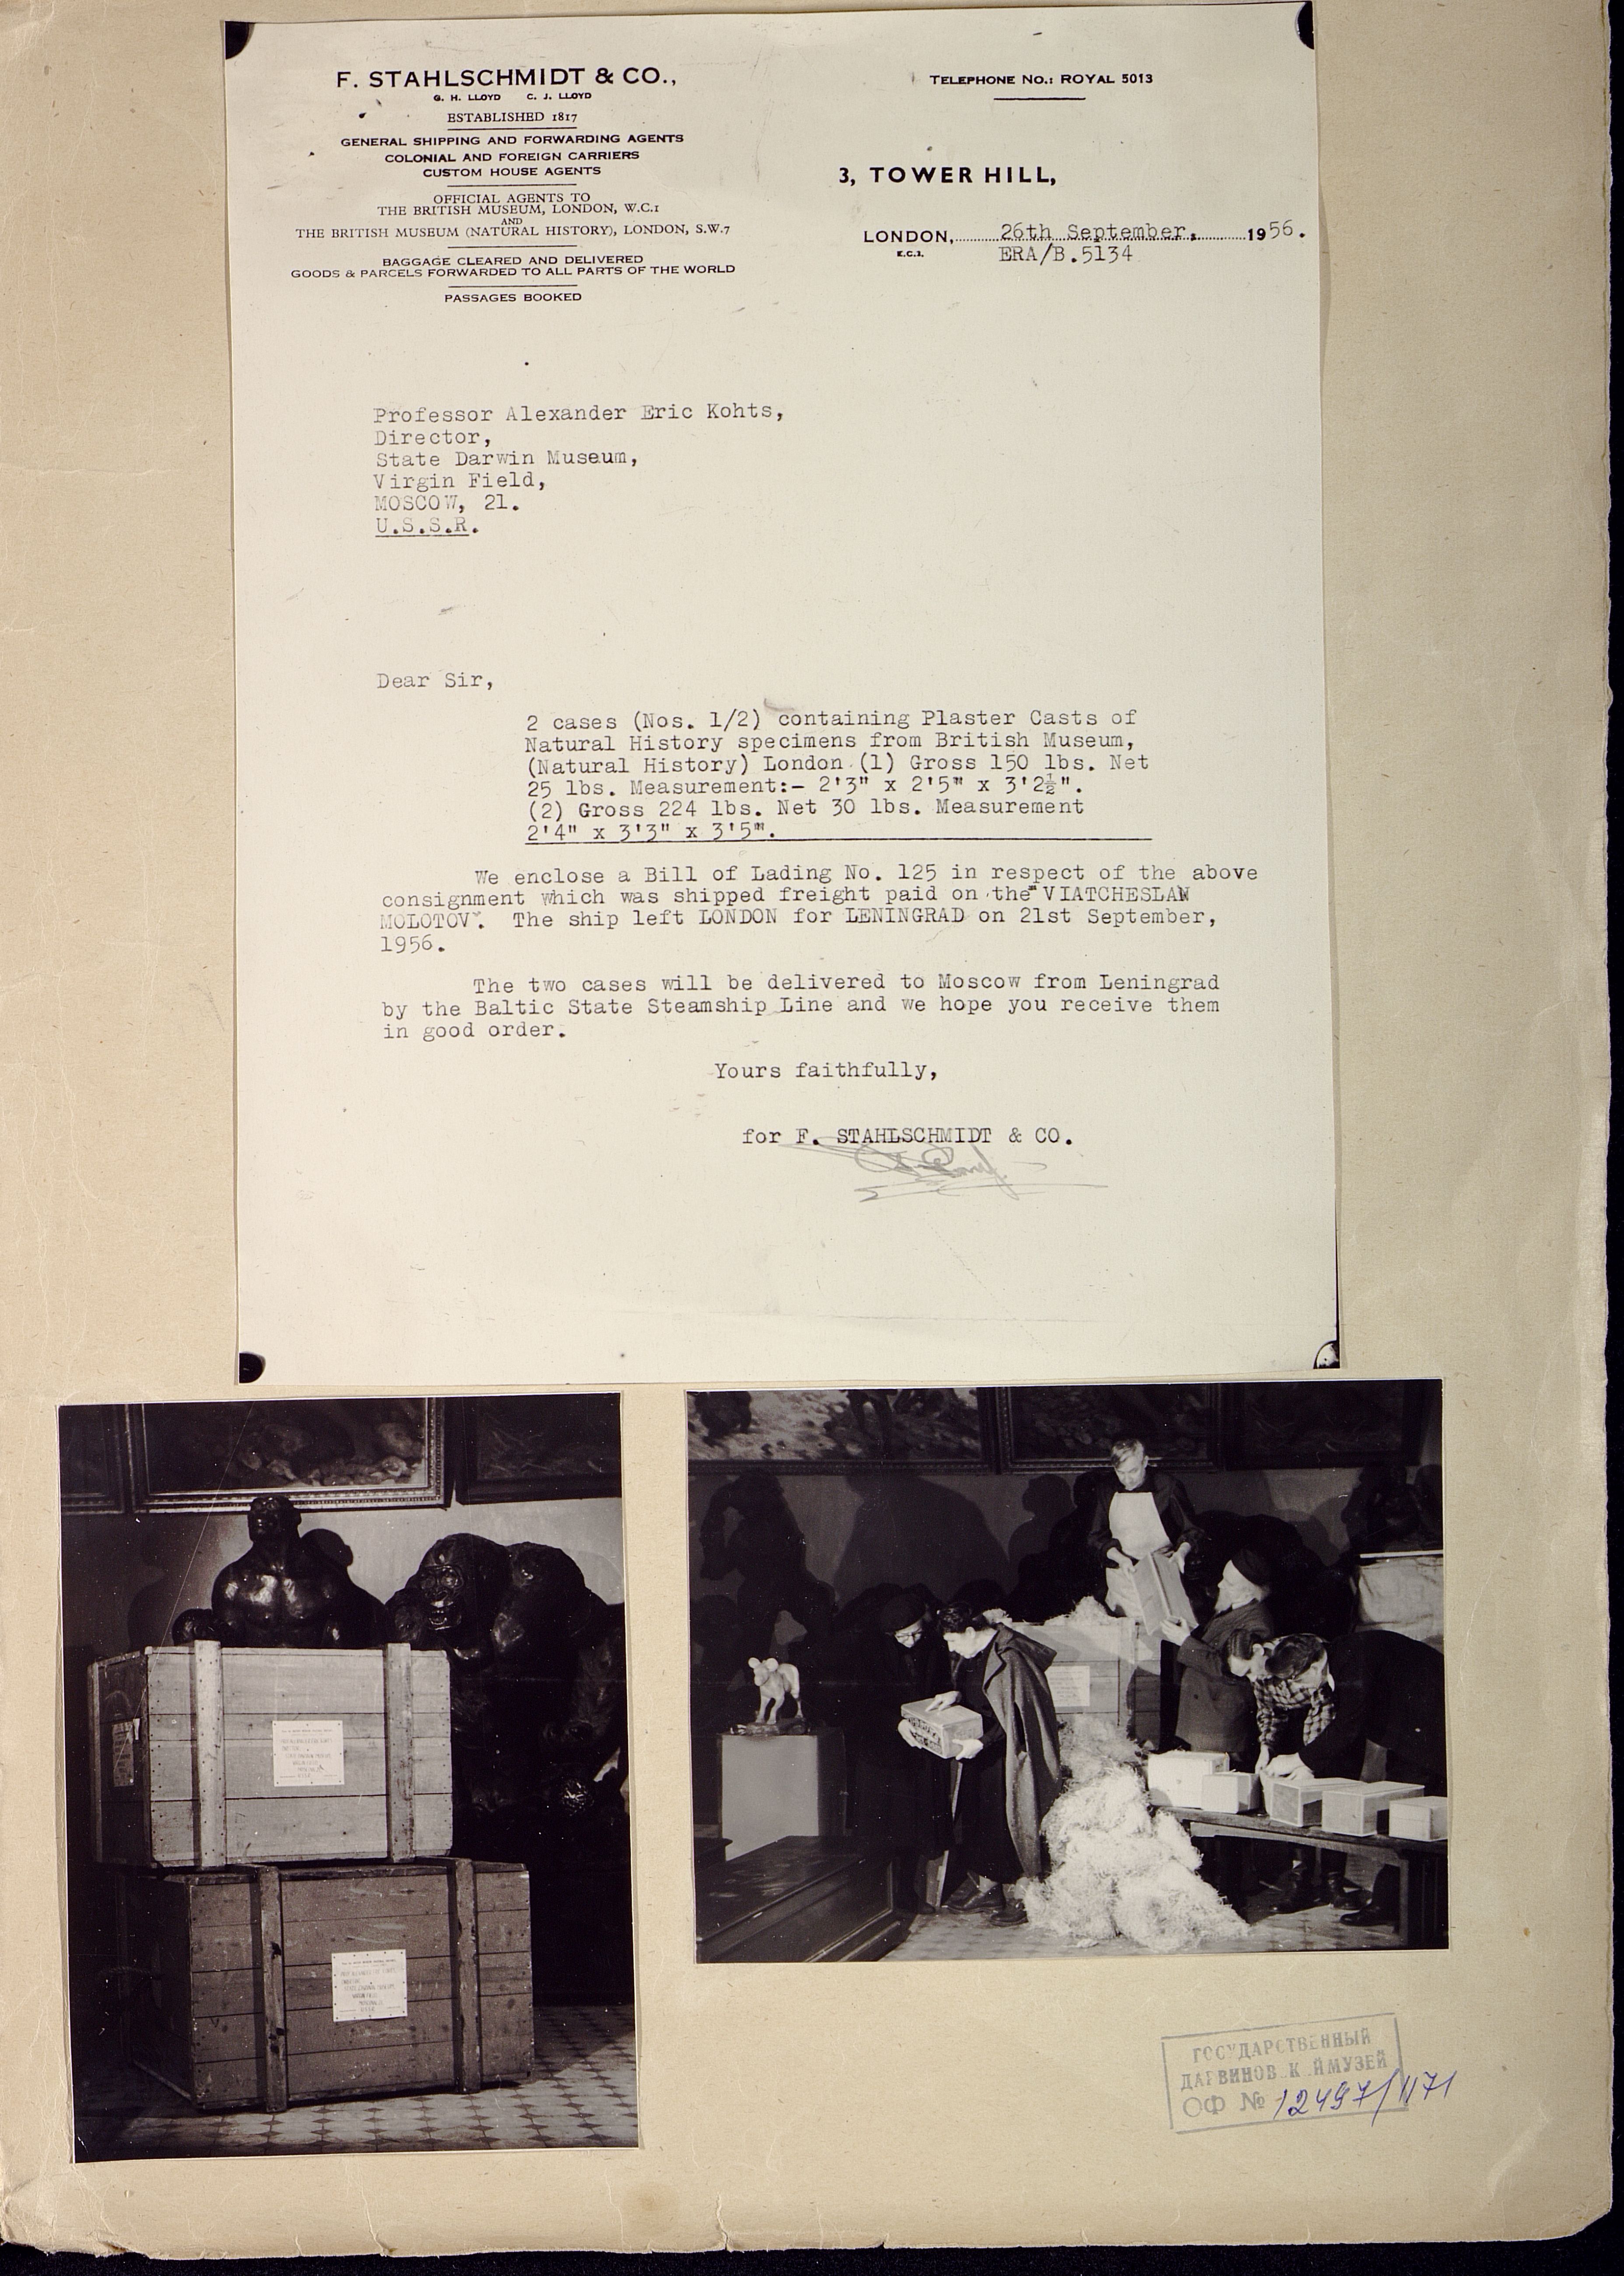 F. STAHLSCHMIDT & CO.,
G. H. LLOYD C. J. LLOYD
ESTABLISHED 1817
GENERAL SHIPPING AND FORWARDING AGENTS
COLONIAL AND FOREIGN CARRIERS
CUSTOM HOUSE AGENTS
OFFICIAL AGENTS TO
THE BRITISH MUSEUM, LONDON, W.C.1
AND
THE BRITISH MUSEUM (NATURAL HISTORY), LONDON, S.W.7
BAGGAGE CLEARED AND DELIVERED
GOODS & PARCELS FORWARDED TO ALL PARTS OF THE WORLD
PASSAGES BOOKED
TELEPHONE NO.: ROYAL 5013
3, TOWER HILL,
LONDON, 26th September, 1956.
E.C.3.
ERA/B.5134
Professor Alexander Eric Kohts,
Director,
State Darwin Museum,
Virgin Field,
MOSCOW, 21.
U.S.S.R.
Dear Sir,
2 cases (Nos. 1/2) containing Plaster Casts of
Natural History specimens from British Museum,
(Natural History) London (1) Gross 150 lbs. Net
25 lbs. Measurement:- 2'3" x 2'5" x 3'2½".
(2) Gross 224 lbs. Net 30 lbs. Measurement
2'4" x 3'3" x 3'5".
We enclose a Bill of Lading No. 125 in respect of the above
consignment which was shipped freight paid on the "VIATCHESLAN
MOLOTOV". The ship left LONDON for LENINGRAD on 21st September,
1956.
The two cases will be delivered to Moscow from Leningrad
by the Baltic State Steamship Line and we hope you receive them
in good order.
Yours faithfully,
for F. STAHLSCHMIDT & CO.
ГОСУДАРСТВЕННЫЙ
ДАРВИНОВ К ЙМУЗЕЙ
ОФ № 12497/1171